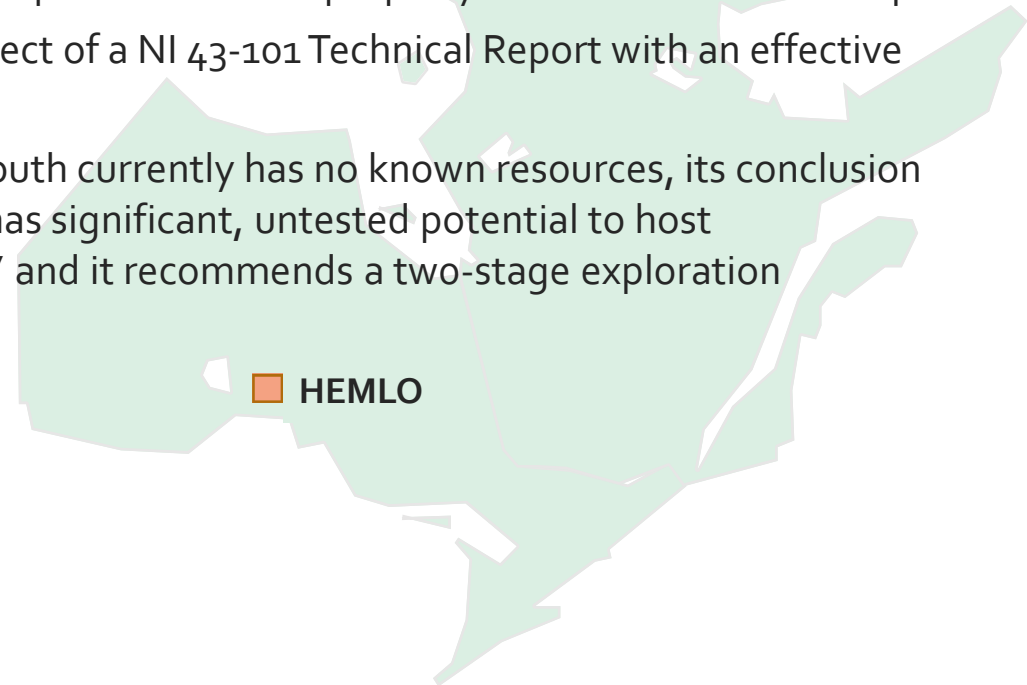 ect of a NI 43-101 Technical Report with an effective
outh currently has no known resources, its conclusion
as significant, untested potential to host
and it recommends a two-stage exploration
HEMLO